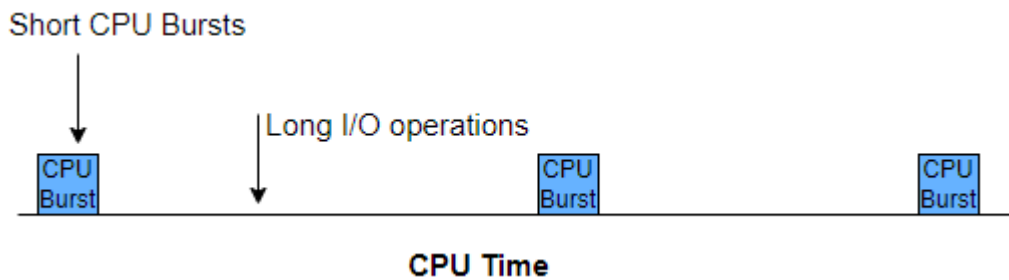 Short CPU Bursts
Long I/O operations
CPU
Burst
CPU
Burst
CPU
Burst
CPU Time